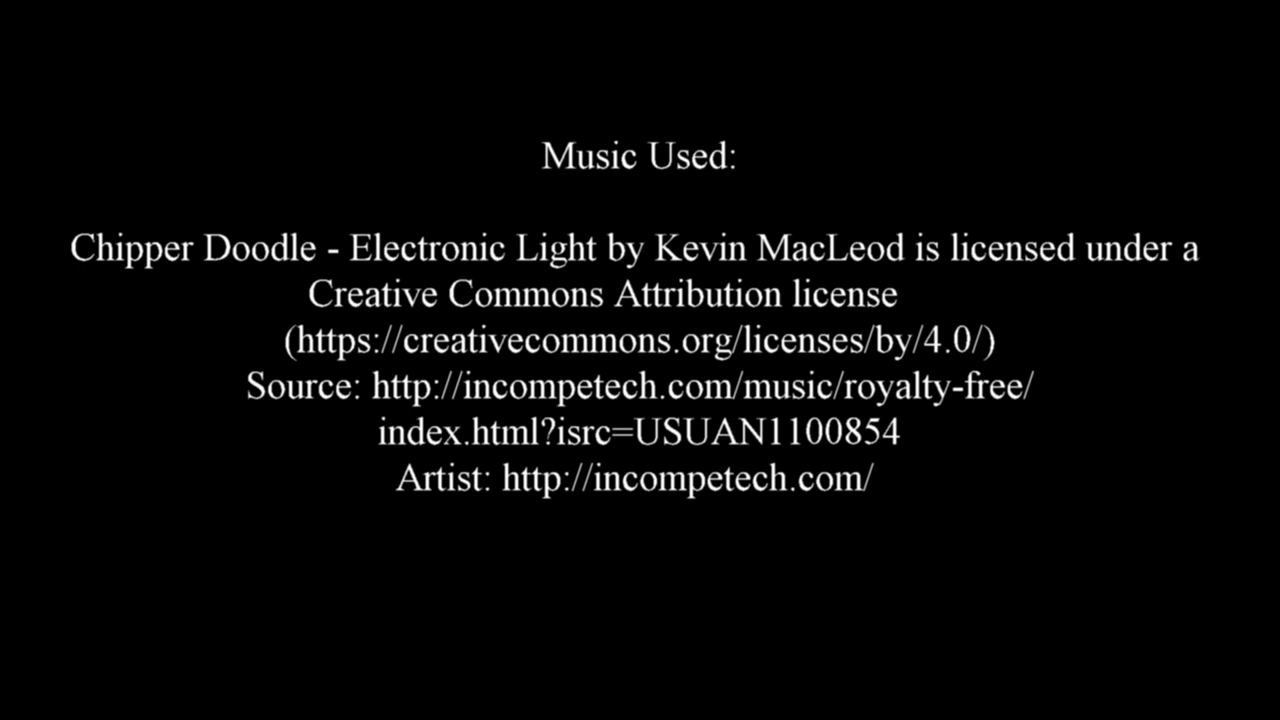 Music Used:
Chipper Doodle - Electronic Light by Kevin MacLeod is licensed under a
Creative Commons Attribution license
(https://creativecommons.org/licenses/by/4.0/)
Source: http://incompetech.com/music/royalty-free/
index.html?isrc=USUAN1100854
Artist: http://incompetech.com/